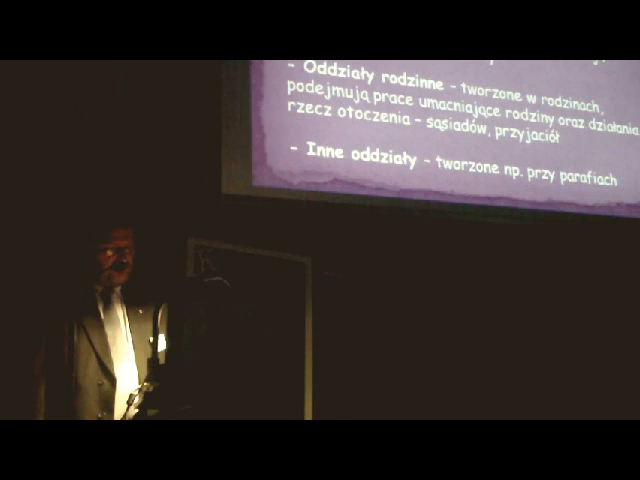 - Oddziały rodzinne - tworzone w rodzinach,
podejmują prace umacniające rodziny oraz działania
rzecz otoczenia - sąsiadów, przyjaciół
- Inne oddziały - tworzone np. przy parafiach
K